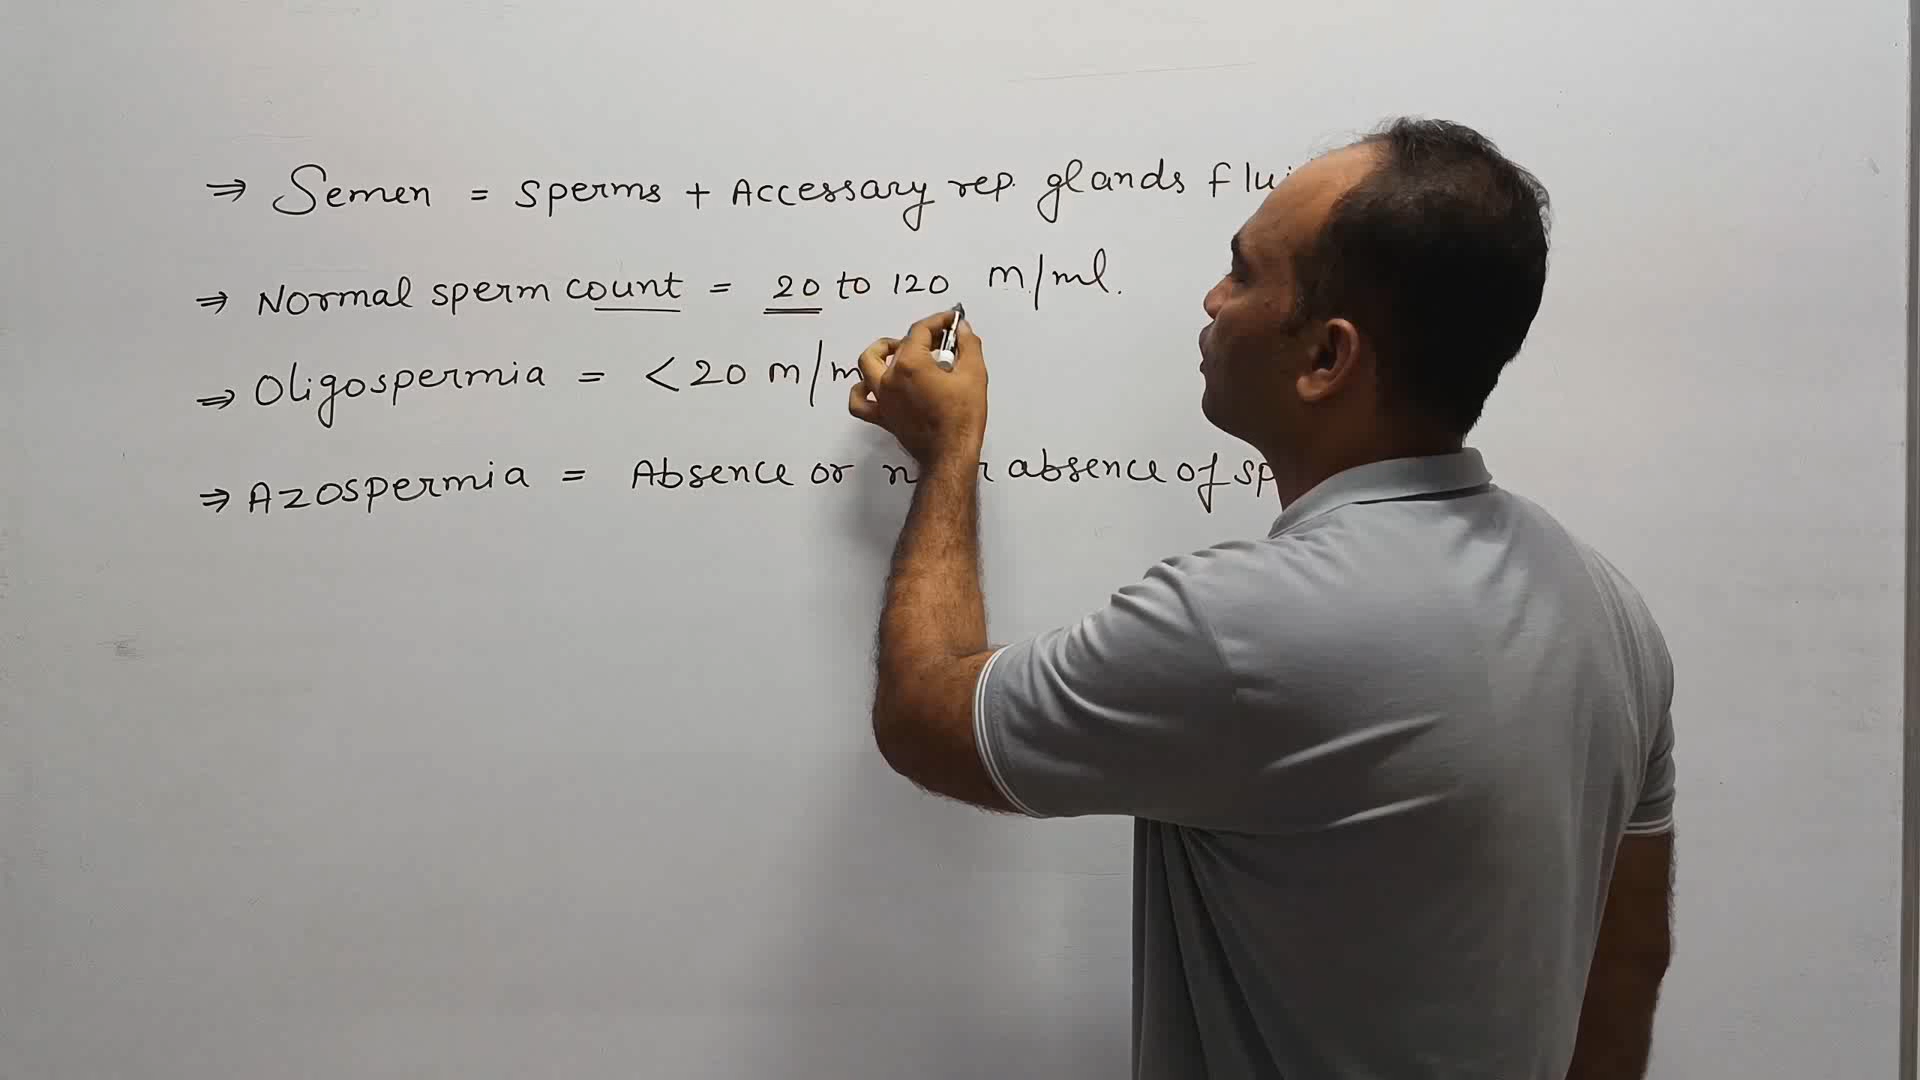 ⇒ Semen = sperms + Accessary rep. glands flui
⇒ Normal sperm count = 20 to 120 m/ml.
⇒ Oligospermia = <20 m/m
⇒ Azospermia = Absence or absence of sp